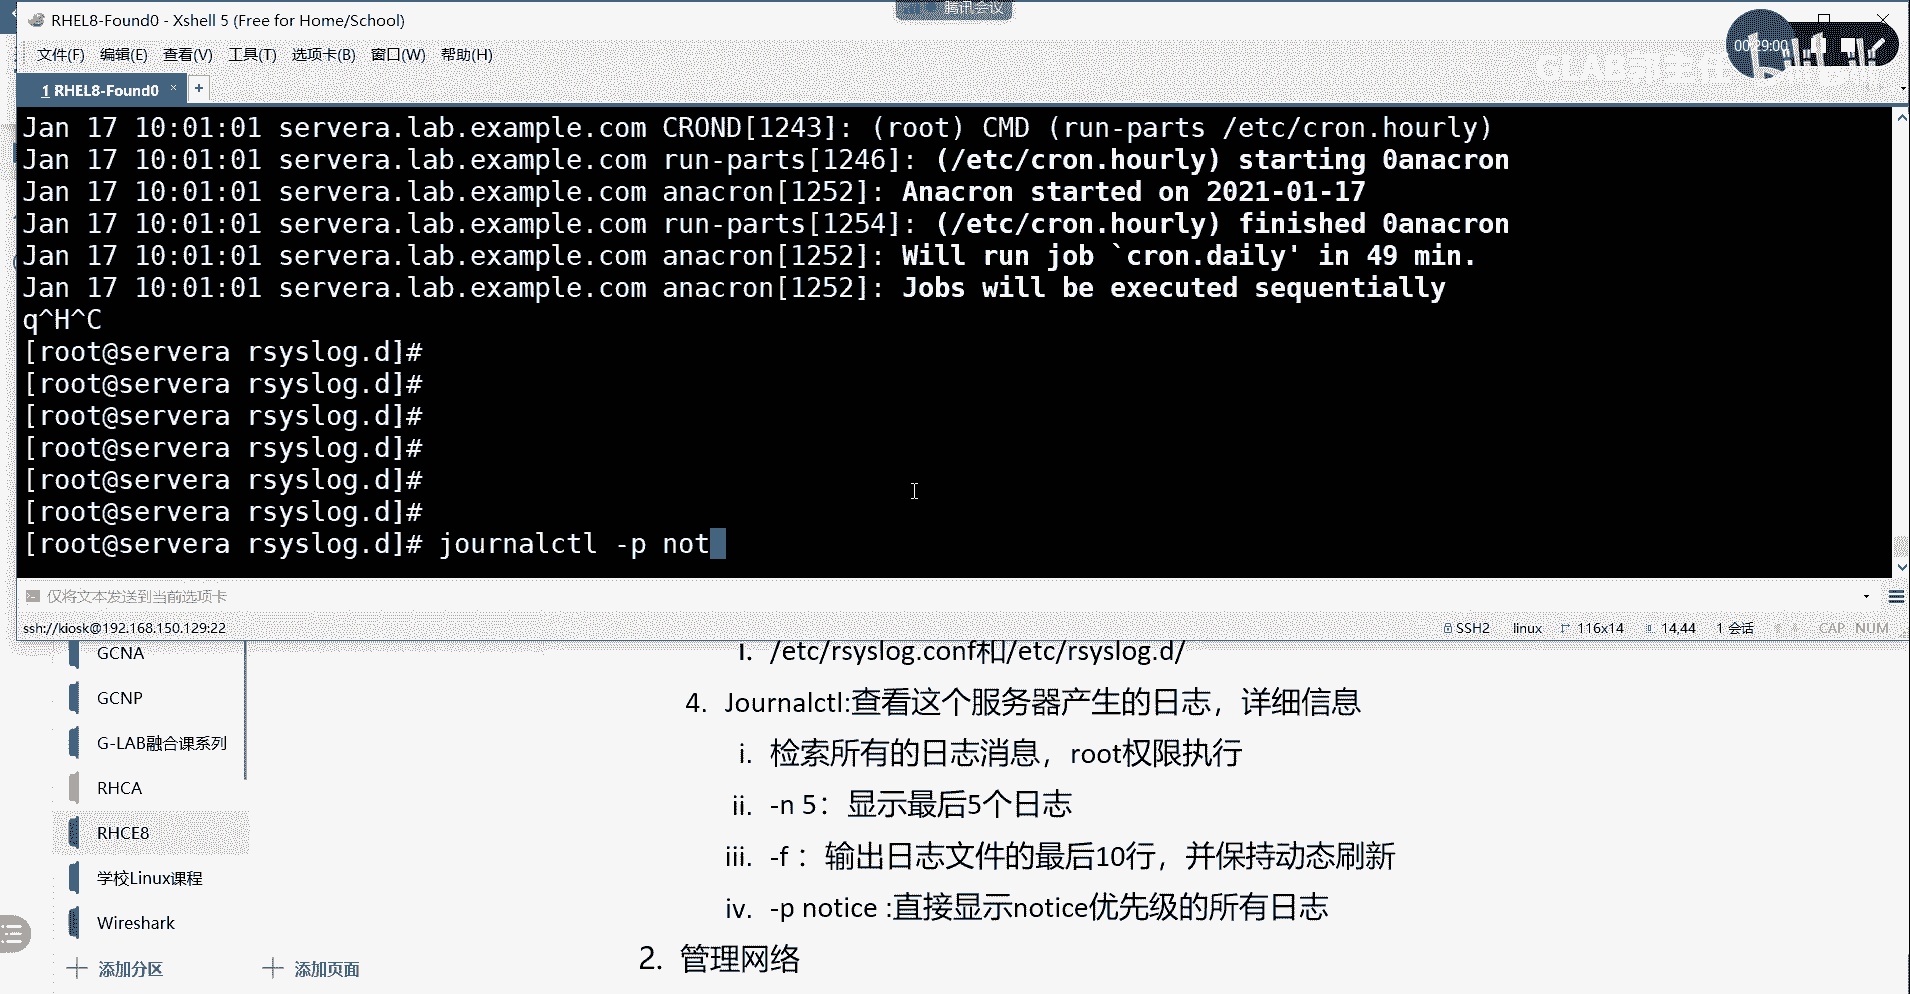 RHEL8-Found0 - Xshell 5 (Free for Home/School)
腾讯会议
00:29:00
文件(F) 编辑(E) 查看(V) 工具(T) 选项卡(B) 窗口(W) 帮助(H)
1 RHEL8-Found0 × +
Jan 17 10:01:01 servera.lab.example.com CROND[1243]: (root) CMD (run-parts /etc/cron.hourly)
Jan 17 10:01:01 servera.lab.example.com run-parts[1246]: (/etc/cron.hourly) starting 0anacron
Jan 17 10:01:01 servera.lab.example.com anacron[1252]: Anacron started on 2021-01-17
Jan 17 10:01:01 servera.lab.example.com run-parts[1254]: (/etc/cron.hourly) finished 0anacron
Jan 17 10:01:01 servera.lab.example.com anacron[1252]: Will run job `cron.daily' in 49 min.
Jan 17 10:01:01 servera.lab.example.com anacron[1252]: Jobs will be executed sequentially
q^H^C
[root@servera rsyslog.d]#
[root@servera rsyslog.d]#
[root@servera rsyslog.d]#
[root@servera rsyslog.d]#
[root@servera rsyslog.d]#
[root@servera rsyslog.d]#
[root@servera rsyslog.d]# journalctl -p not
仅将文本发送到当前选项卡
ssh://kiosk@192.168.150.129:22 SSH2 linux 116x14 14,44 1 会话 CAP NUM
GCNA
GCNP
G-LAB融合课系列
RHCA
RHCE8
学校Linux课程
Wireshark
添加分区 添加页面
i. /etc/rsyslog.conf和/etc/rsyslog.d/
4. Journalctl:查看这个服务器产生的日志，详细信息
i. 检索所有的日志消息，root权限执行
ii. -n 5：显示最后5个日志
iii. -f ：输出日志文件的最后10行，并保持动态刷新
iv. -p notice :直接显示notice优先级的所有日志
2. 管理网络